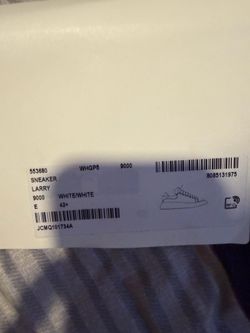 553680 WHGP5 9000
SNEAKER 8085131975
LARRY
9000 WHITE/WHITE
E 42+
JCMQ101734A